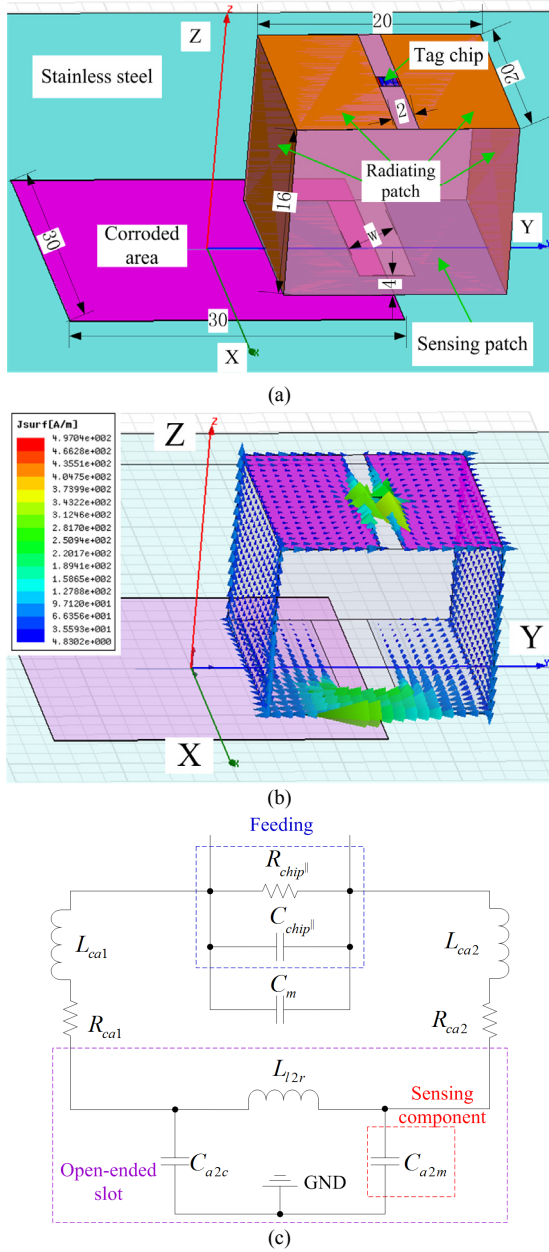 Z
z
20
Stainless steel
Tag chip
20
2
Radiating
patch
16
30
Corroded
area
w
Y
4
30
Sensing patch
X
(a)
Jsurf[A/m]
4.9704e+002
4.6628e+002
4.3551e+002
4.0475e+002
3.7399e+002
3.4322e+002
3.1246e+002
2.8170e+002
2.5094e+002
2.2017e+002
1.8941e+002
1.5865e+002
1.2788e+002
9.7120e+001
6.6356e+001
3.5593e+001
4.8302e+000
Z
z
Y
X
(b)
Feeding
Rchip||
Cchip||
Lca1
Lca2
Cm
Rca1
Rca2
Ll2r
Sensing
component
Open-ended
slot
Ca2c
GND
Ca2m
(c)